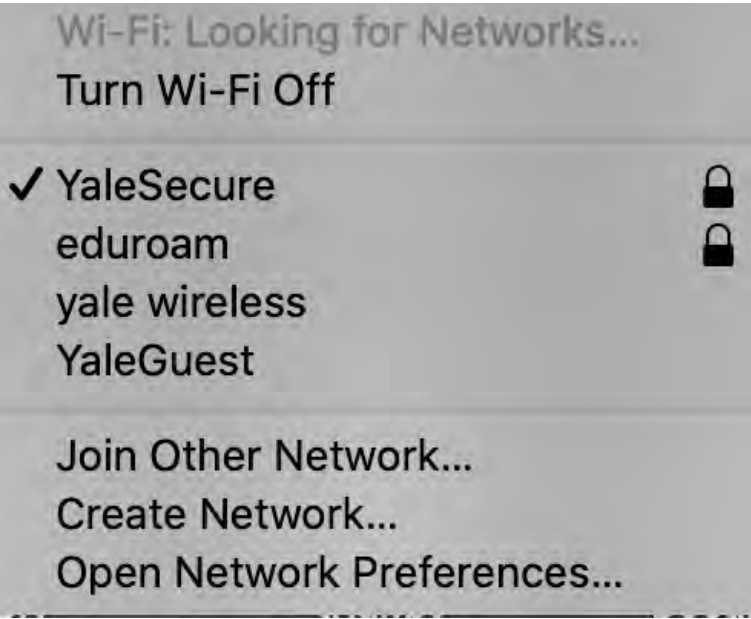 Wi-Fi: Looking for Networks...
Turn Wi-Fi Off
YaleSecure
eduroam
yale wireless
YaleGuest
Join Other Network...
Create Network...
Open Network Preferences...